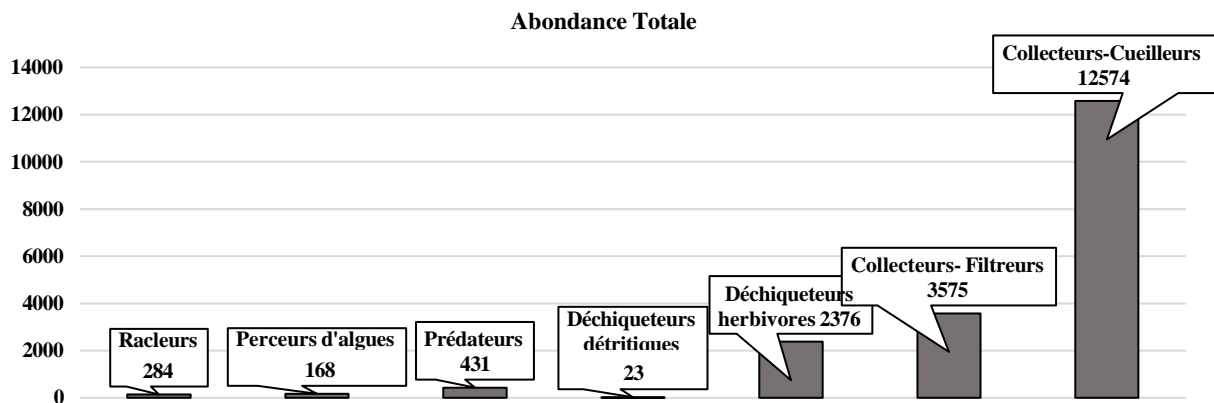 Abondance Totale
14000
12000
10000
8000
6000
4000
2000
0
Racleurs
284
Perceurs d'algues
168
Prédateurs
431
Déchiqueteurs
détritiques
23
Déchiqueteurs
herbivores 2376
Collecteurs- Filtreurs
3575
Collecteurs-Cueilleurs
12574